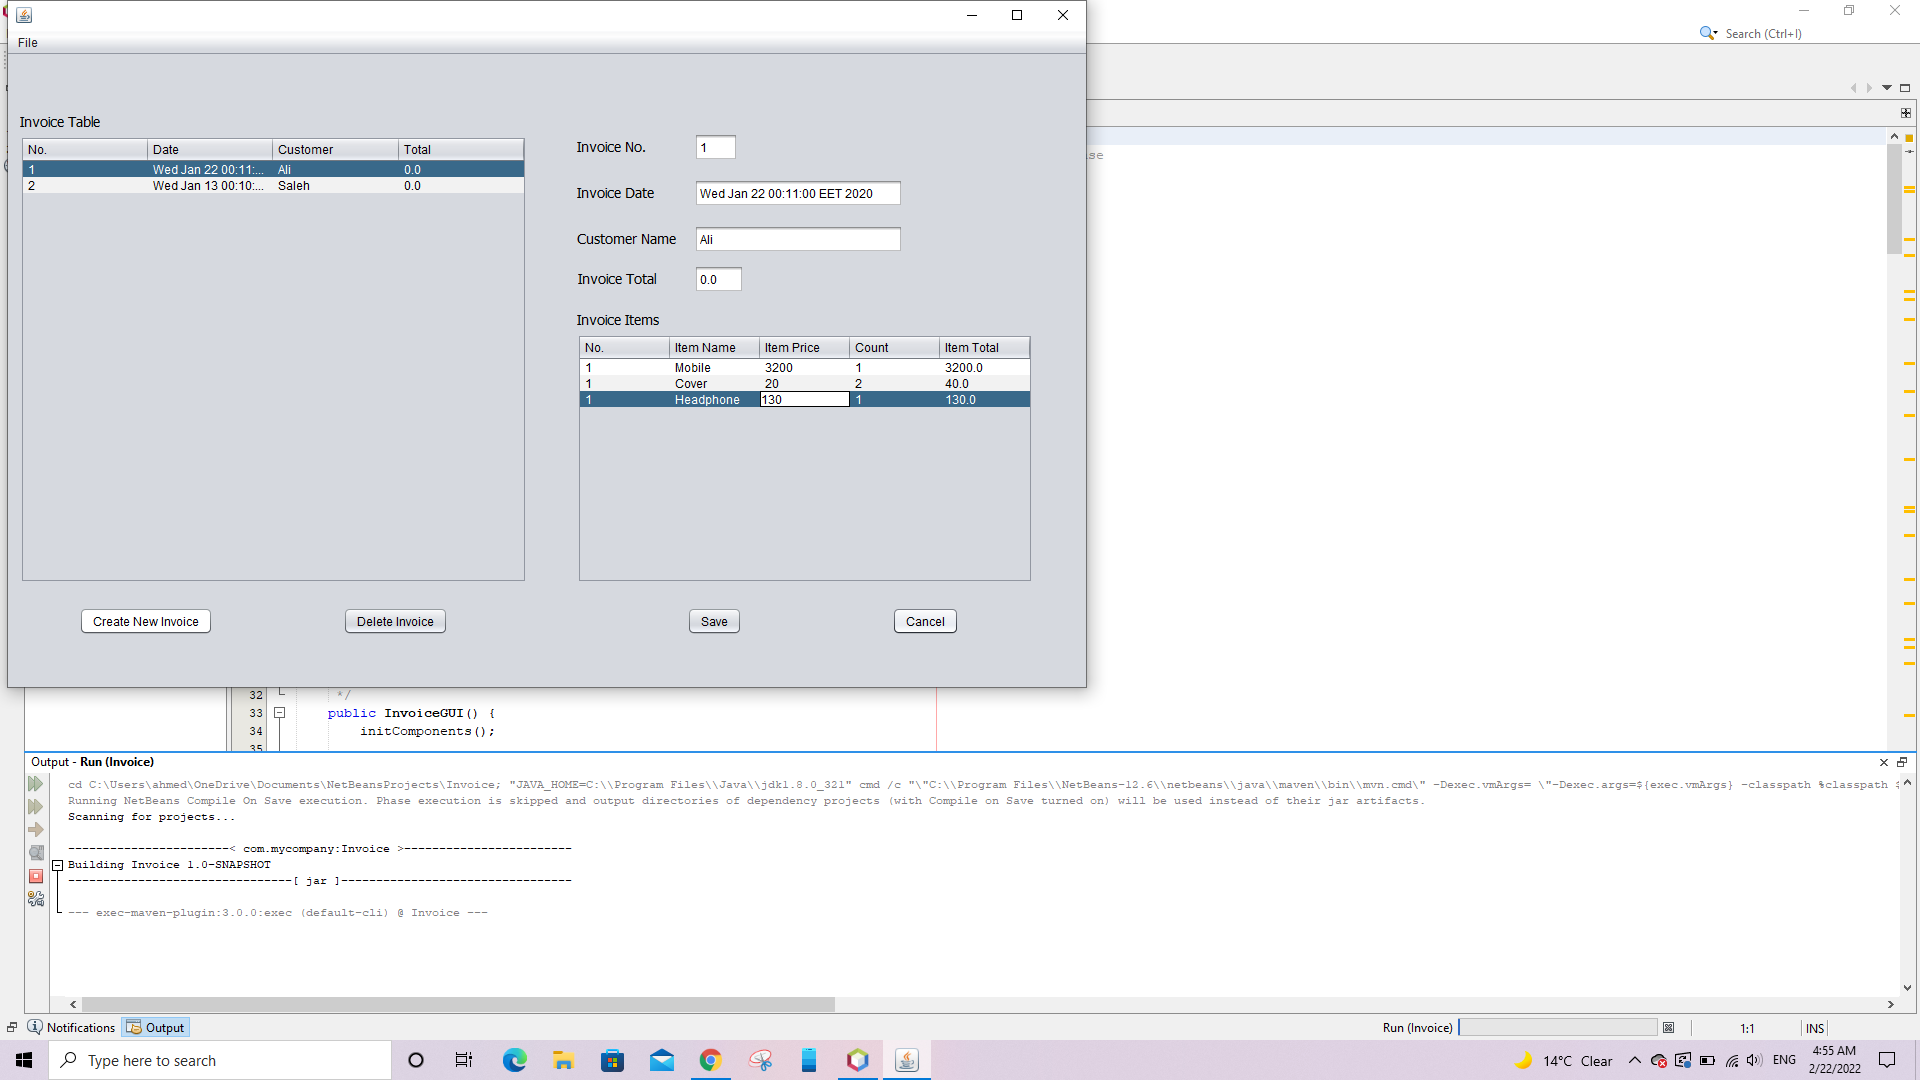 File
Search (Ctrl+I)
Invoice Table
No. Date Customer Total
1 Wed Jan 22 00:11:... Ali 0.0
2 Wed Jan 13 00:10:... Saleh 0.0
Invoice No. 1
Invoice Date Wed Jan 22 00:11:00 EET 2020
Customer Name Ali
Invoice Total 0.0
Invoice Items
No. Item Name Item Price Count Item Total
1 Mobile 3200 1 3200.0
1 Cover 20 2 40.0
1 Headphone 130 1 130.0
Create New Invoice Delete Invoice Save Cancel
se
32 */
33 public InvoiceGUI() {
34 initComponents();
35
Output - Run (Invoice)
cd C:\Users\ahmed\OneDrive\Documents\NetBeansProjects\Invoice; "JAVA_HOME=C:\\Program Files\\Java\\jdk1.8.0_321" cmd /c "\"C:\\Program Files\\NetBeans-12.6\\netbeans\\java\\maven\\bin\\mvn.cmd\" -Dexec.vmArgs= \"-Dexec.args=${exec.vmArgs} -classpath %classpath $
Running NetBeans Compile On Save execution. Phase execution is skipped and output directories of dependency projects (with Compile on Save turned on) will be used instead of their jar artifacts.
Scanning for projects...
-----------------------< com.mycompany:Invoice >------------------------
Building Invoice 1.0-SNAPSHOT
--------------------------------[ jar ]---------------------------------
--- exec-maven-plugin:3.0.0:exec (default-cli) @ Invoice ---
Notifications Output Run (Invoice) 1:1 INS
Type here to search 14°C Clear ENG 4:55 AM
2/22/2022